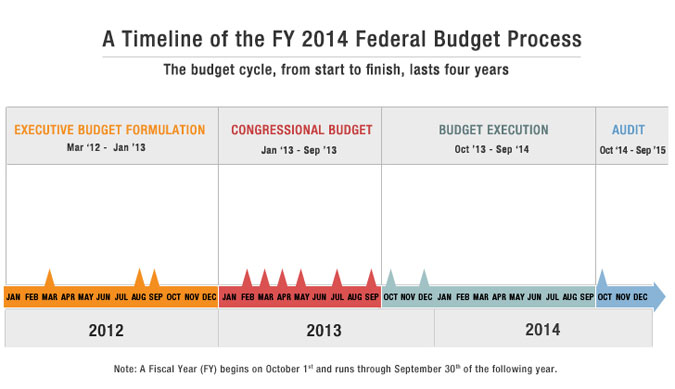 A Timeline of the FY 2014 Federal Budget Process
The budget cycle, from start to finish, lasts four years
EXECUTIVE BUDGET FORMULATION
Mar ‘12 - Jan ’13
CONGRESSIONAL BUDGET
Jan ‘13 - Sep ’13
BUDGET EXECUTION
Oct ’13 - Sep ‘14
AUDIT
Oct ‘14 - Sep ’15
JAN FEB MAR APR MAY JUN JUL AUG SEP OCT NOV DEC JAN FEB MAR APR MAY JUN JUL AUG SEP OCT NOV DEC JAN FEB MAR APR MAY JUN JUL AUG SEP OCT NOV DEC
2012 2013 2014
Note: A Fiscal Year (FY) begins on October 1st and runs through September 30th of the following year.